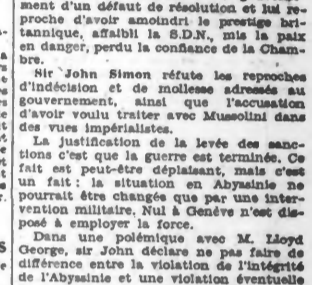 ment d'un défaut de résolution et lui re-
proche d'avoir amoindri le prestige bri-
tannique, affaibli la S.D.N., mis la paix
en danger, perdu la confiance de la Cham-
bre.
Sir John Simon réfute les reproches
d'indécision et de mollesse adressés au
gouvernement, ainsi que l'accusation
d'avoir voulu traiter avec Mussolini dans
des vues impérialistes.
La justification de la levée des sanc-
tions c'est que la guerre est terminée. Ce
fait est peut-être déplaisant, mais c'est
un fait : la situation en Abyssinie ne
pourrait être changée que par une inter-
vention militaire. Nul à Genève n'est dis-
posé à employer la force.
Dans une polémique avec M. Lloyd
George, sir John déclare ne pas faire de
différence entre la violation de l'intégrité
de l'Abyssinie et une violation éventuelle